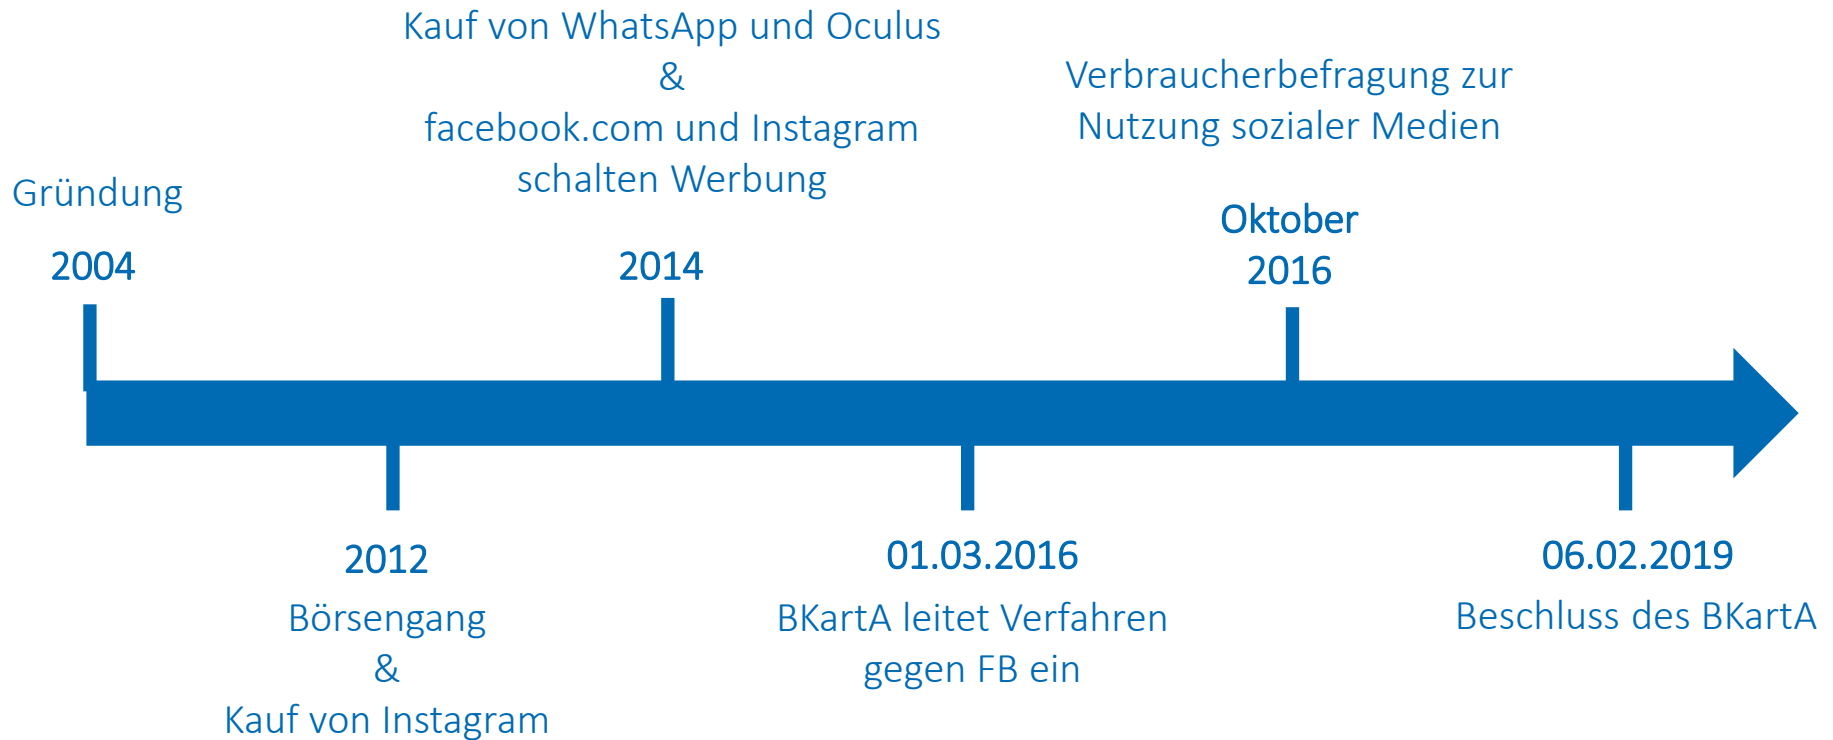 Gründung
2004
2012
Börsengang
&
Kauf von Instagram
Kauf von WhatsApp und Oculus
&
facebook.com und Instagram
schalten Werbung
2014
01.03.2016
BKartA leitet Verfahren
gegen FB ein
Verbraucherbefragung zur
Nutzung sozialer Medien
Oktober
2016
06.02.2019
Beschluss des BKartA